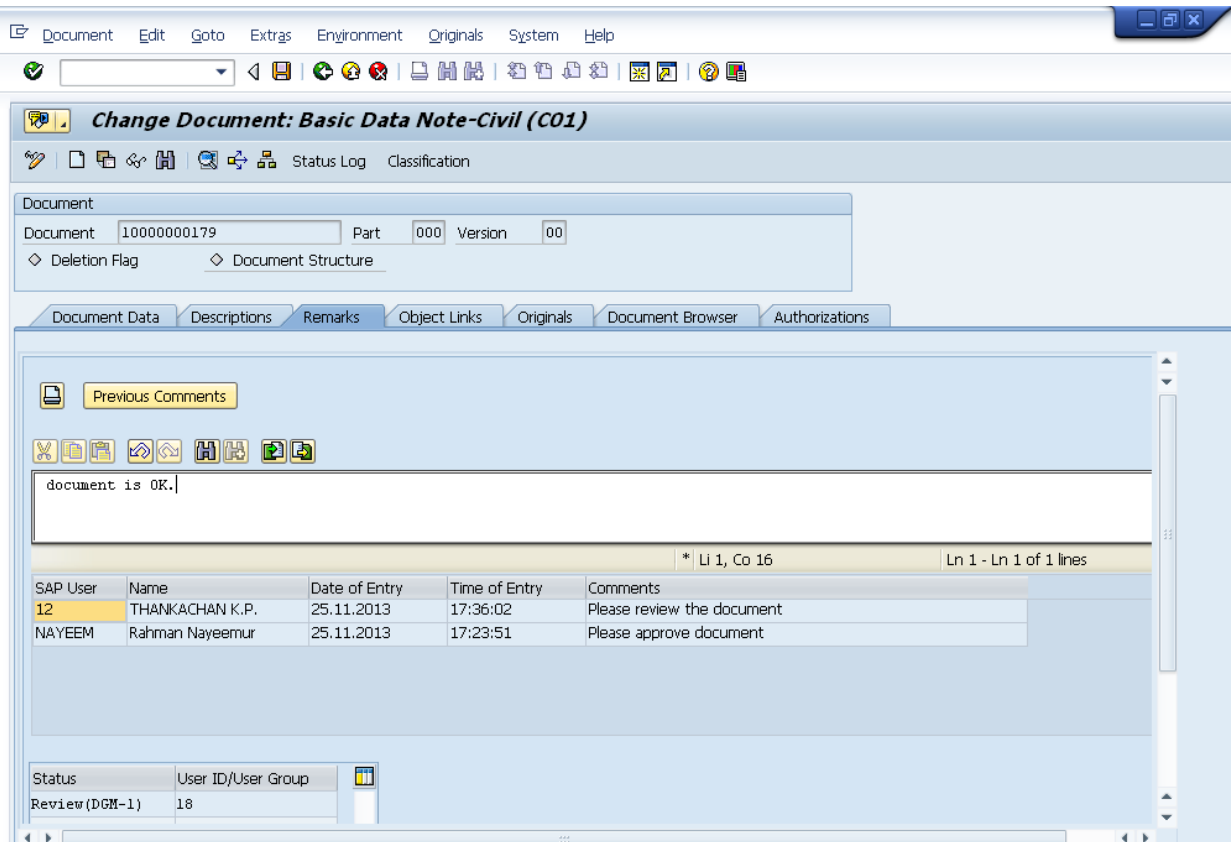 Document Edit Goto Extras Environment Originals System Help
Change Document: Basic Data Note-Civil (C01)
Status Log Classification
Document
Document 10000000179 Part 000 Version 00
Deletion Flag Document Structure
Document Data Descriptions Remarks Object Links Originals Document Browser Authorizations
Previous Comments
document is OK.
* Li 1, Co 16 Ln 1 - Ln 1 of 1 lines
SAP User Name Date of Entry Time of Entry Comments
12 THANKACHAN K.P. 25.11.2013 17:36:02 Please review the document
NAYEEM Rahman Nayeemur 25.11.2013 17:23:51 Please approve document
Status User ID/User Group
Review(DGM-1) 18